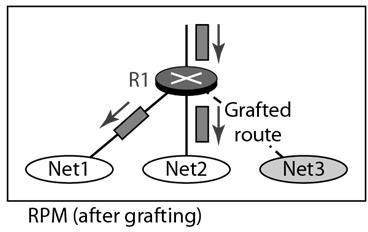 R1
Grafted
route
Net1
Net2
Net3
RPM (after grafting)